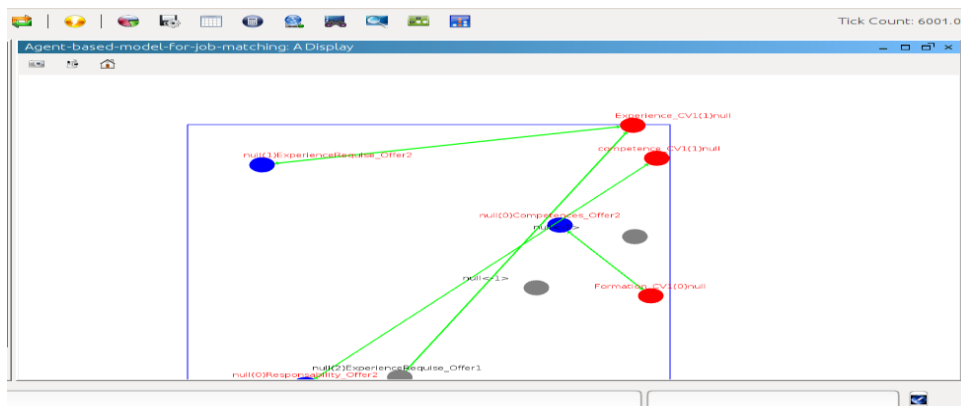 Tick Count: 6001.0
Agent-based-model-for-job-matching: A Display
Experience_CV1(1)null
null(1)ExperienceRequise_Offer2
competence_CV1(1)null
null(0)Competences_Offer2
null<-1>
Formation_CV1(0)null
null(2)ExperienceRequise_Offer1
null(0)Responsability_Offer2